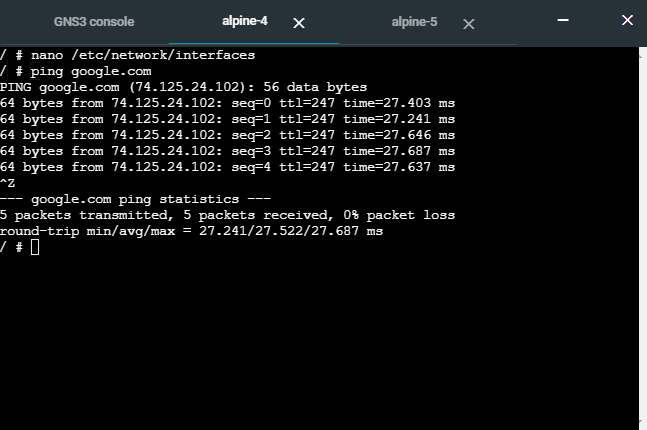 GNS3 console alpine-4 alpine-5
/ # nano /etc/network/interfaces
/ # ping google.com
PING google.com (74.125.24.102): 56 data bytes
64 bytes from 74.125.24.102: seq=0 ttl=247 time=27.403 ms
64 bytes from 74.125.24.102: seq=1 ttl=247 time=27.241 ms
64 bytes from 74.125.24.102: seq=2 ttl=247 time=27.646 ms
64 bytes from 74.125.24.102: seq=3 ttl=247 time=27.687 ms
64 bytes from 74.125.24.102: seq=4 ttl=247 time=27.637 ms
^Z
--- google.com ping statistics ---
5 packets transmitted, 5 packets received, 0% packet loss
round-trip min/avg/max = 27.241/27.522/27.687 ms
/ #